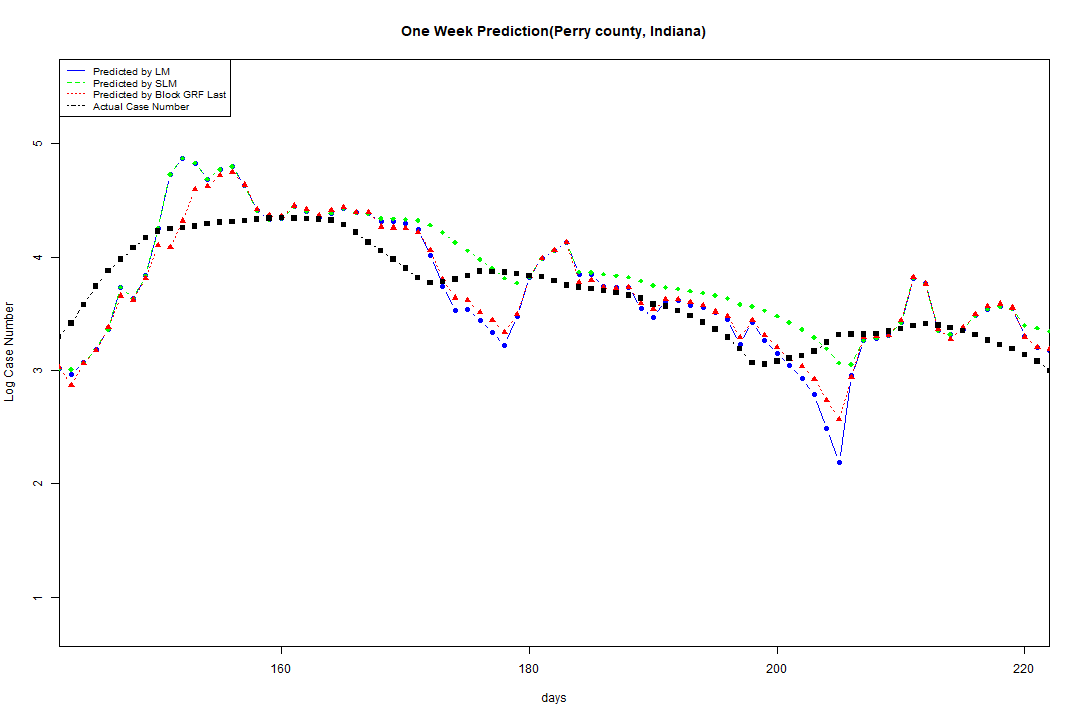 One Week Prediction(Perry county, Indiana)
Predicted by LM
Predicted by SLM
Predicted by Block GRF Last
Actual Case Number
5
4
3
2
1
Log Case Number
160 180 200 220
days